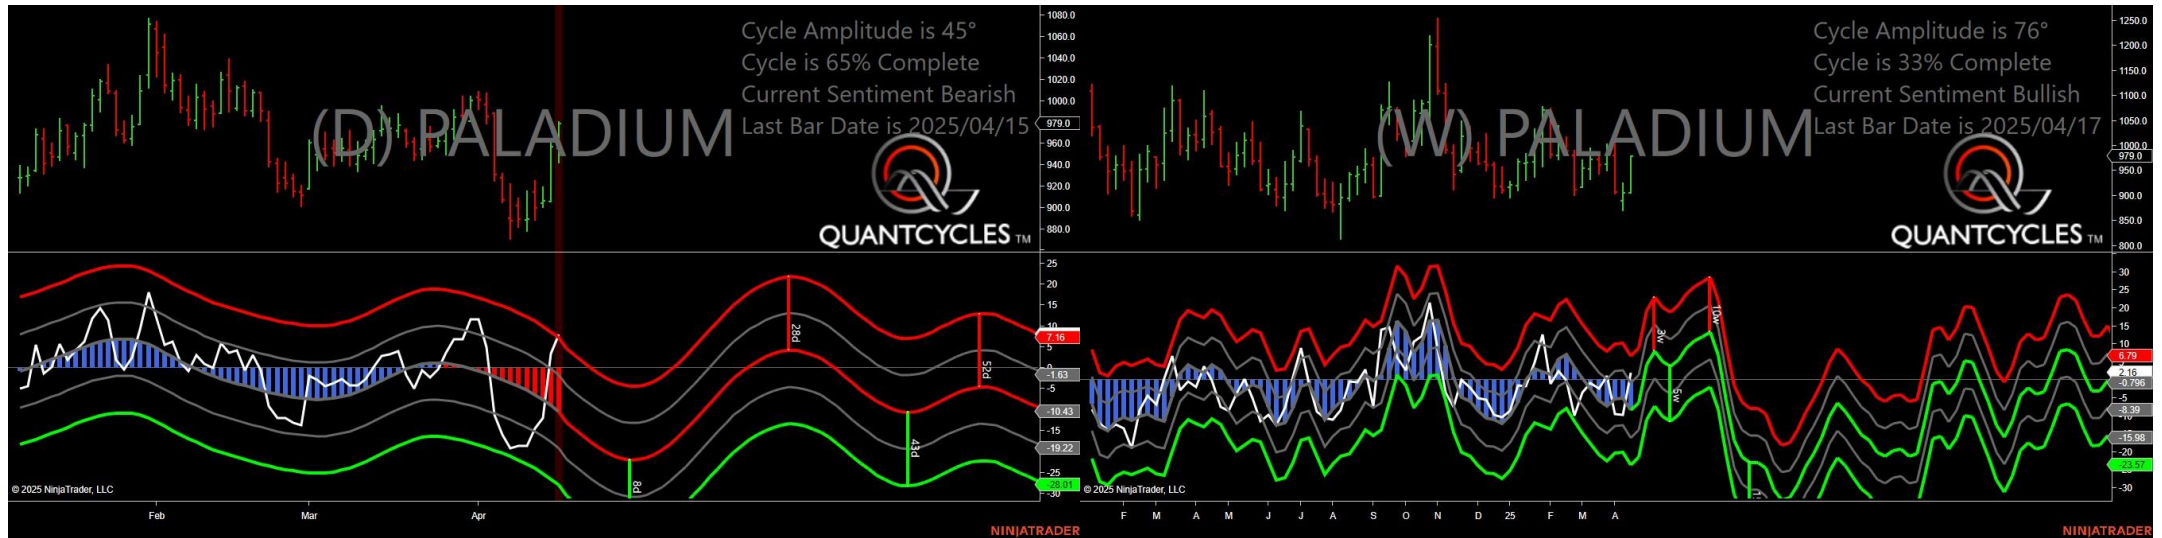 Cycle Amplitude is 45°
Cycle is 65% Complete
Current Sentiment Bearish
Last Bar Date is 2025/04/15
(D) PALADIUM
QUANTCYCLES TM
1080.0
1060.0
1040.0
1020.0
1000.0
979.0
960.0
940.0
920.0
900.0
880.0
25
20
15
10
7.16
5
-1.63
-5
-10.43
-15
-19.22
-25
-28.01
-30
8d
28d
43d
52d
© 2025 NinjaTrader, LLC
Feb Mar Apr
NINJATRADER
Cycle Amplitude is 76°
Cycle is 33% Complete
Current Sentiment Bullish
Last Bar Date is 2025/04/17
(W) PALADIUM
QUANTCYCLES TM
1250.0
1200.0
1150.0
1100.0
1050.0
1000.0
979.0
950.0
900.0
850.0
800.0
30
25
20
15
10
6.79
2.16
-0.796
-5
-8.39
-15.98
-20
-23.57
-30
3w
5w
10w
© 2025 NinjaTrader, LLC
F M A M J J A S O N D 25 F M A
NINJATRADER